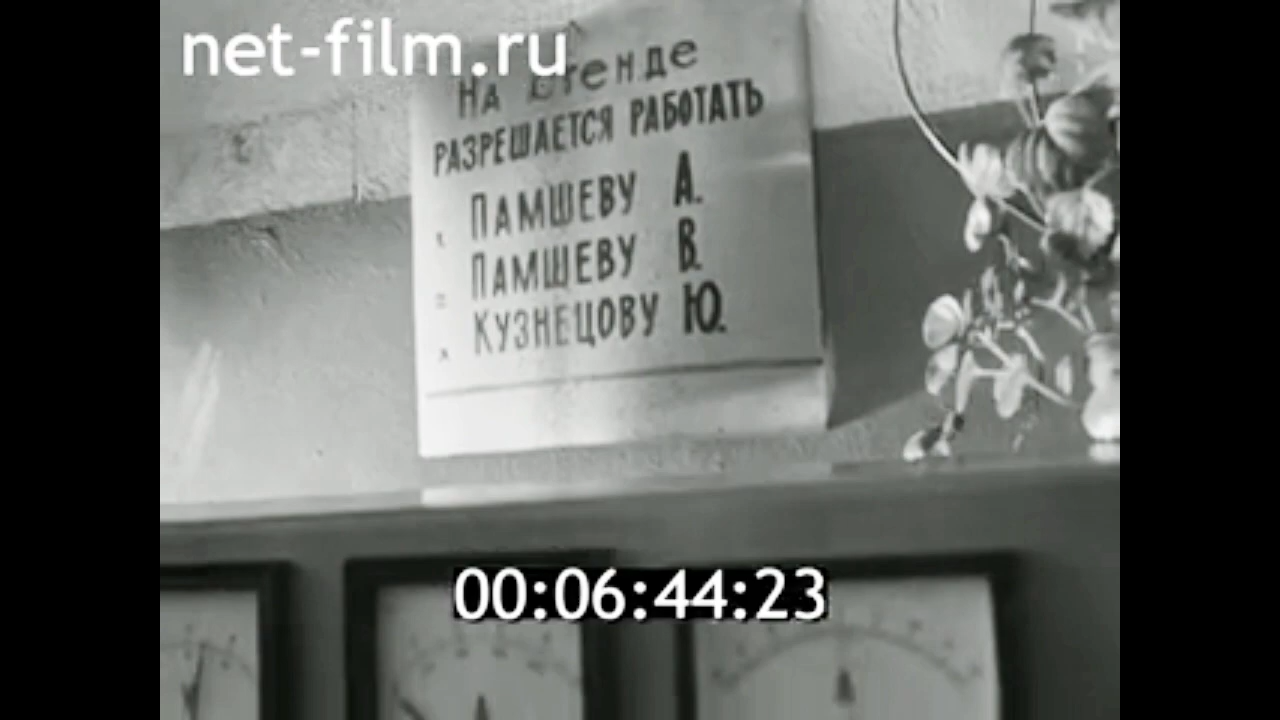 net-film.ru
На стенде
РАЗРЕШАЕТСЯ РАБОТАТЬ
ПАМШЕВУ А.
ПАМШЕВУ В.
КУЗНЕЦОВУ Ю.
00:06:44:23